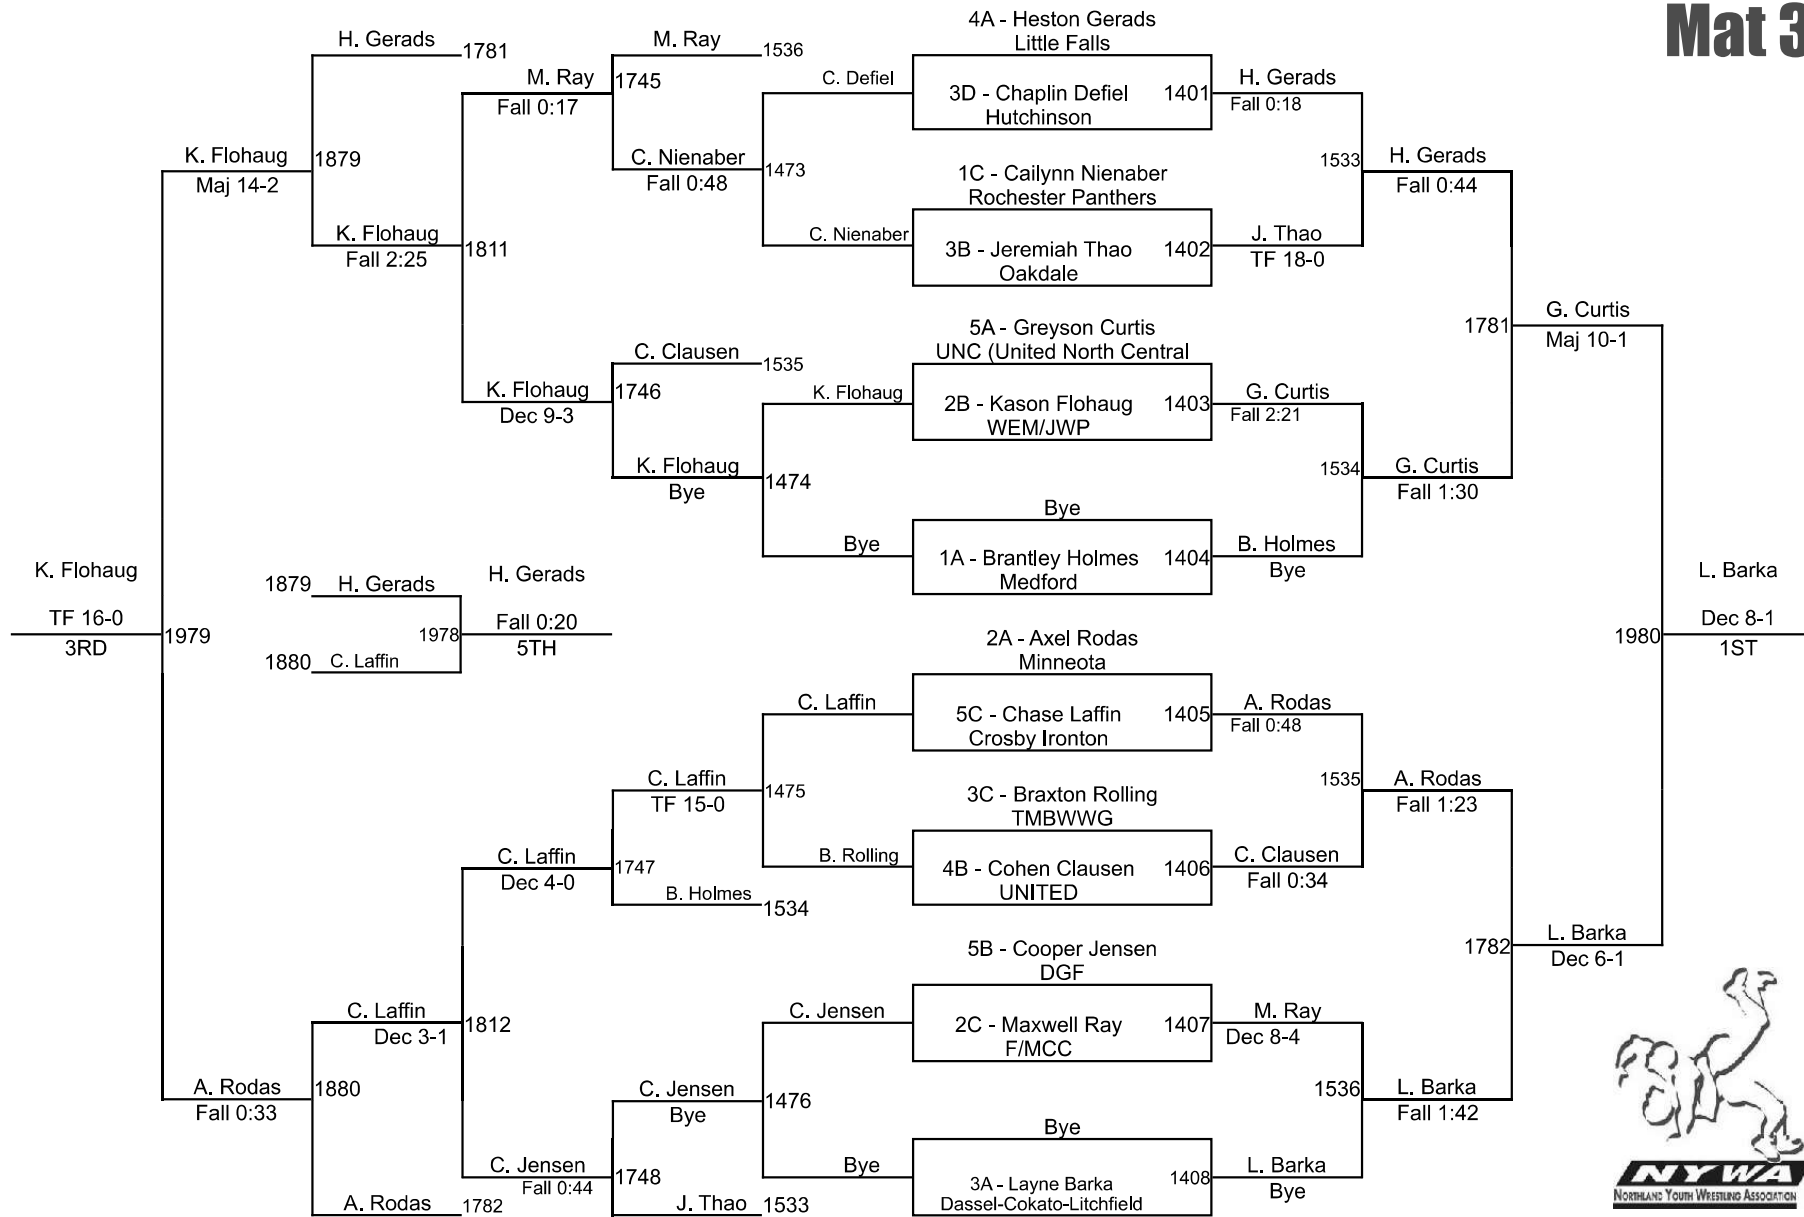 Mat 3
4A - Heston Gerads
Little Falls
H. Gerads
1781
M. Ray
1536
M. Ray
Fall 0:17
1745
C. Defiel
3D - Chaplin Defiel
Hutchinson
1401
H. Gerads
Fall 0:18
K. Flohaug
Maj 14-2
1879
C. Nienaber
Fall 0:48
1473
1C - Cailynn Nienaber
Rochester Panthers
1533
H. Gerads
Fall 0:44
K. Flohaug
Fall 2:25
1811
C. Nienaber
3B - Jeremiah Thao
Oakdale
1402
J. Thao
TF 18-0
5A - Greyson Curtis
UNC (United North Central
1781
G. Curtis
Maj 10-1
C. Clausen
1535
K. Flohaug
Dec 9-3
1746
K. Flohaug
2B - Kason Flohaug
WEM/JWP
1403
G. Curtis
Fall 2:21
K. Flohaug
Bye
1474
1534
G. Curtis
Fall 1:30
Bye
Bye
1A - Brantley Holmes
Medford
1404
B. Holmes
Bye
K. Flohaug
TF 16-0
3RD
1979
1879
H. Gerads
1880
C. Laffin
1978
H. Gerads
Fall 0:20
5TH
1980
L. Barka
Dec 8-1
1ST
2A - Axel Rodas
Minneota
C. Laffin
5C - Chase Laffin
Crosby Ironton
1405
A. Rodas
Fall 0:48
C. Laffin
TF 15-0
1475
3C - Braxton Rolling
TMBWWG
1535
A. Rodas
Fall 1:23
C. Laffin
Dec 4-0
1747
B. Rolling
4B - Cohen Clausen
UNITED
1406
C. Clausen
Fall 0:34
B. Holmes
1534
5B - Cooper Jensen
DGF
1782
L. Barka
Dec 6-1
C. Laffin
Dec 3-1
1812
C. Jensen
2C - Maxwell Ray
F/MCC
1407
M. Ray
Dec 8-4
A. Rodas
Fall 0:33
1880
C. Jensen
Bye
1476
1536
L. Barka
Fall 1:42
Bye
C. Jensen
Fall 0:44
1748
Bye
3A - Layne Barka
Dassel-Cokato-Litchfield
1408
L. Barka
Bye
A. Rodas
1782
J. Thao
1533
NYWA
NORTHLAND YOUTH WRESTLING ASSOCIATION